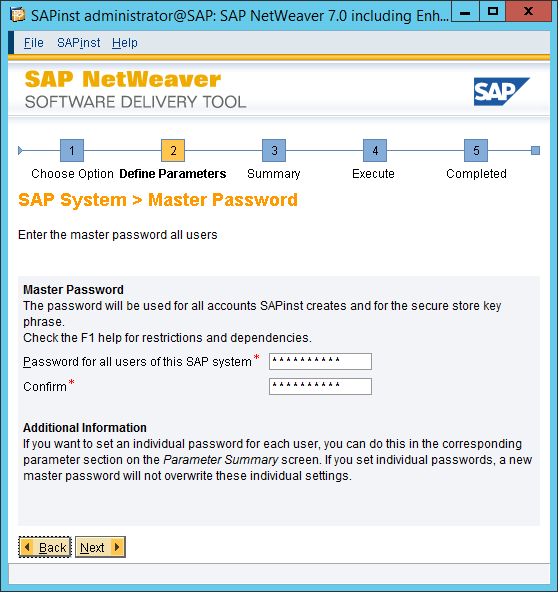 SAPinst administrator@SAP: SAP NetWeaver 7.0 including Enh...
File SAPinst Help
SAP NetWeaver
SOFTWARE DELIVERY TOOL
SAP
1 2 3 4 5
Choose Option Define Parameters Summary Execute Completed
SAP System > Master Password
Enter the master password all users
Master Password
The password will be used for all accounts SAPinst creates and for the secure store key
phrase.
Check the F1 help for restrictions and dependencies.
Password for all users of this SAP system* **********
Confirm* **********
Additional Information
If you want to set an individual password for each user, you can do this in the corresponding
parameter section on the Parameter Summary screen. If you set individual passwords, a new
master password will not overwrite these individual settings.
Back Next